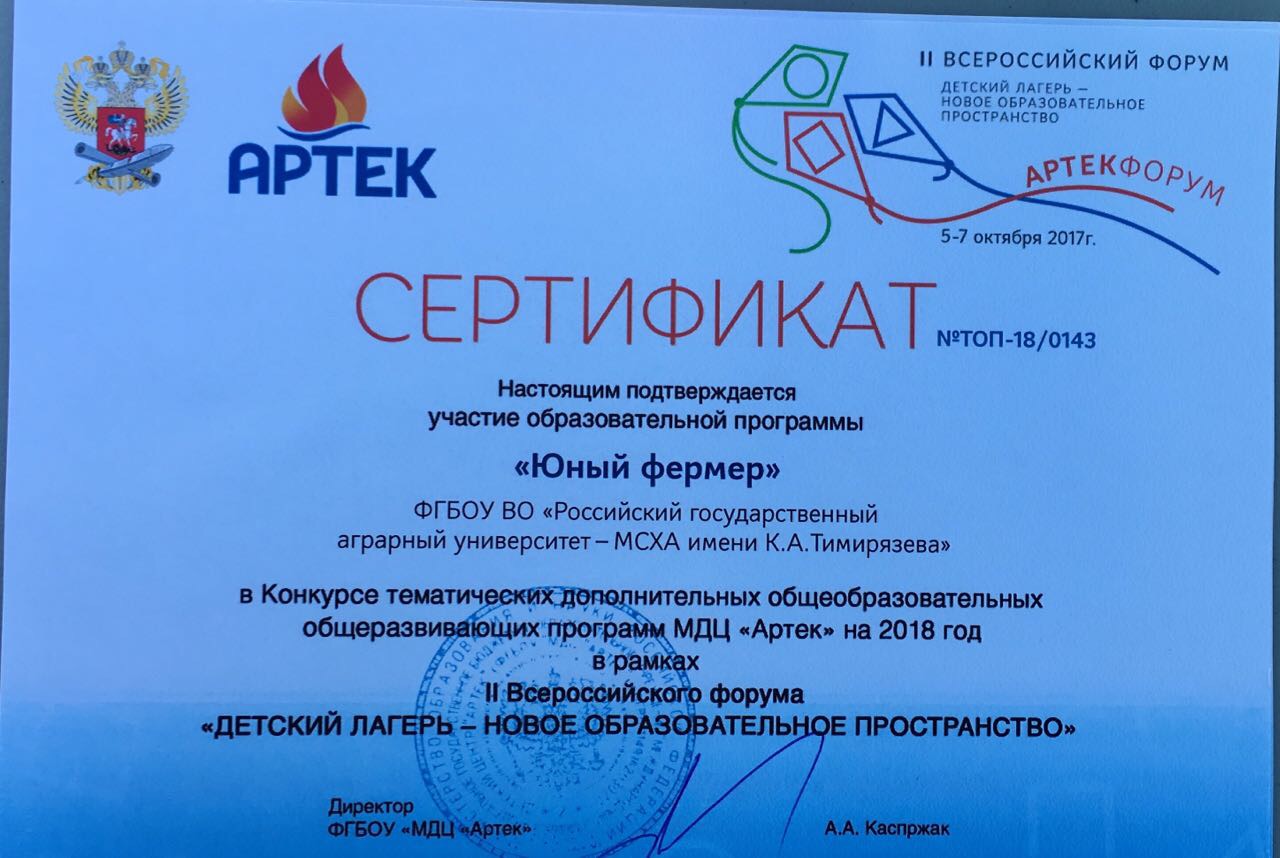 АРТЕК
II ВСЕРОССИЙСКИЙ ФОРУМ
ДЕТСКИЙ ЛАГЕРЬ –
НОВОЕ ОБРАЗОВАТЕЛЬНОЕ
ПРОСТРАНСТВО
АРТЕКФОРУМ
5-7 октября 2017г.
СЕРТИФИКАТ
№ТОП-18/0143
Настоящим подтверждается
участие образовательной программы
«Юный фермер»
ФГБОУ ВО «Российский государственный
аграрный университет – МСХА имени К.А.Тимирязева»
в Конкурсе тематических дополнительных общеобразовательных
общеразвивающих программ МДЦ «Артек» на 2018 год
в рамках
II Всероссийского форума
«ДЕТСКИЙ ЛАГЕРЬ – НОВОЕ ОБРАЗОВАТЕЛЬНОЕ ПРОСТРАНСТВО»
Директор
ФГБОУ «МДЦ «Артек»
А.А. Каспржак